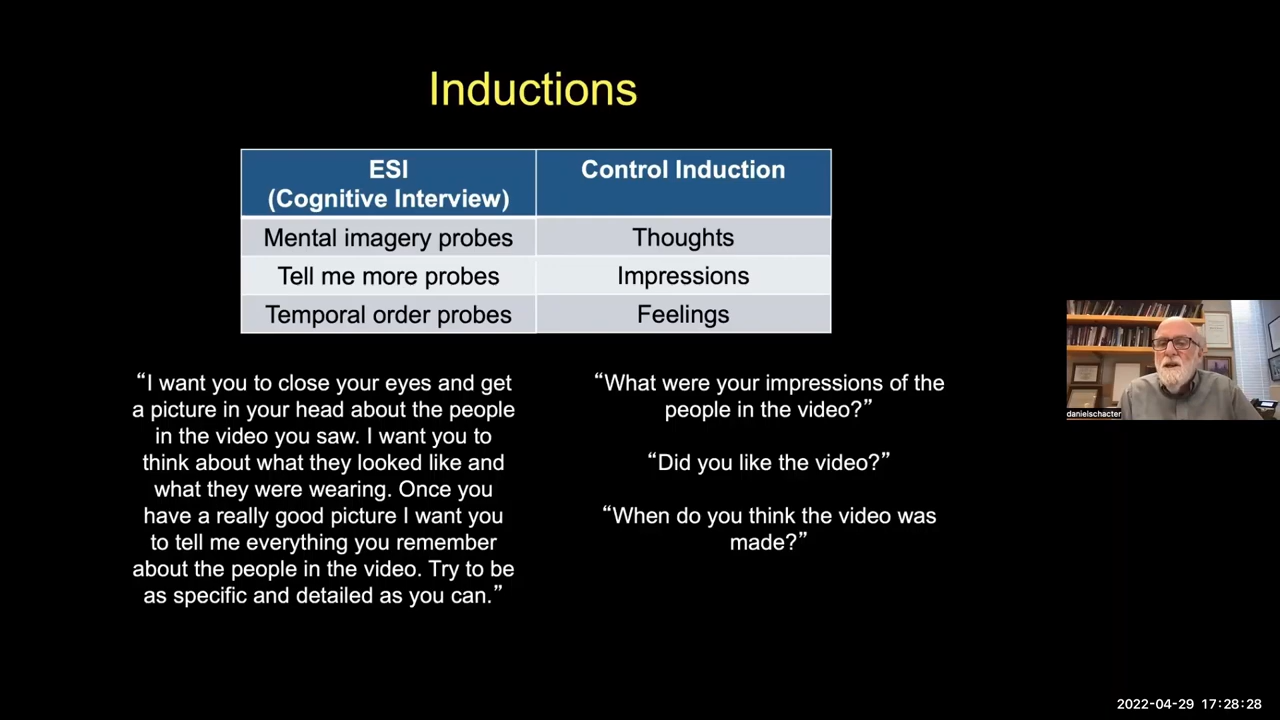 Inductions
ESI
(Cognitive Interview)
Control Induction
Mental imagery probes
Thoughts
Tell me more probes
Impressions
Temporal order probes
Feelings
“I want you to close your eyes and get
a picture in your head about the people
in the video you saw. I want you to
think about what they looked like and
what they were wearing. Once you
have a really good picture I want you
to tell me everything you remember
about the people in the video. Try to be
as specific and detailed as you can.”
“What were your impressions of the
people in the video?”
“Did you like the video?”
“When do you think the video was
made?”
danielschacter
2022-04-29 17:28:28